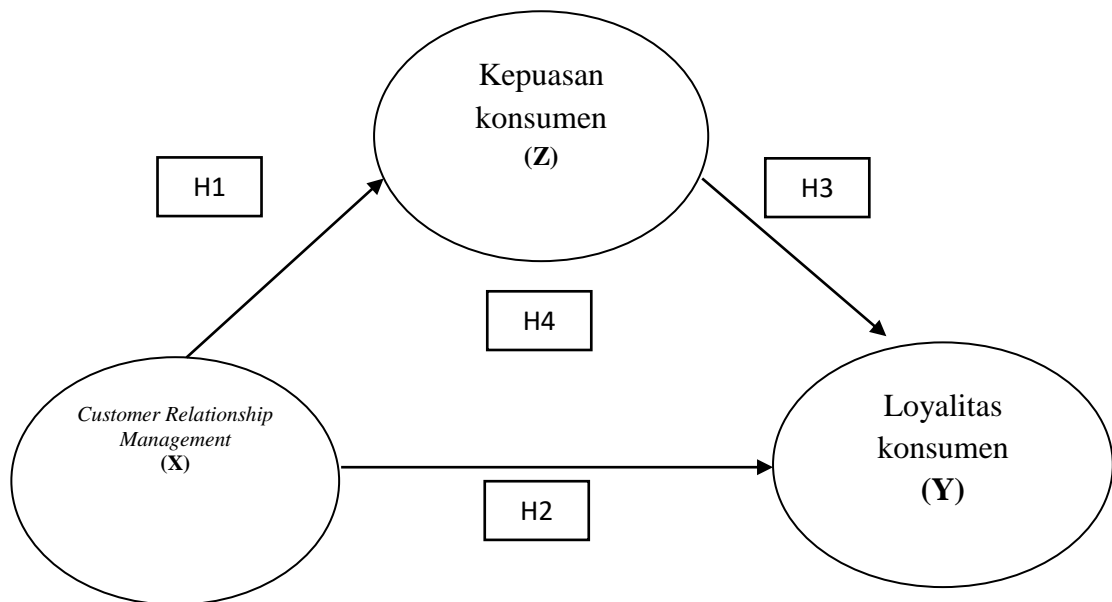 Kepuasan
konsumen
(Z)
H1
H3
H4
Customer Relationship
Management
(X)
Loyalitas
konsumen
(Y)
H2